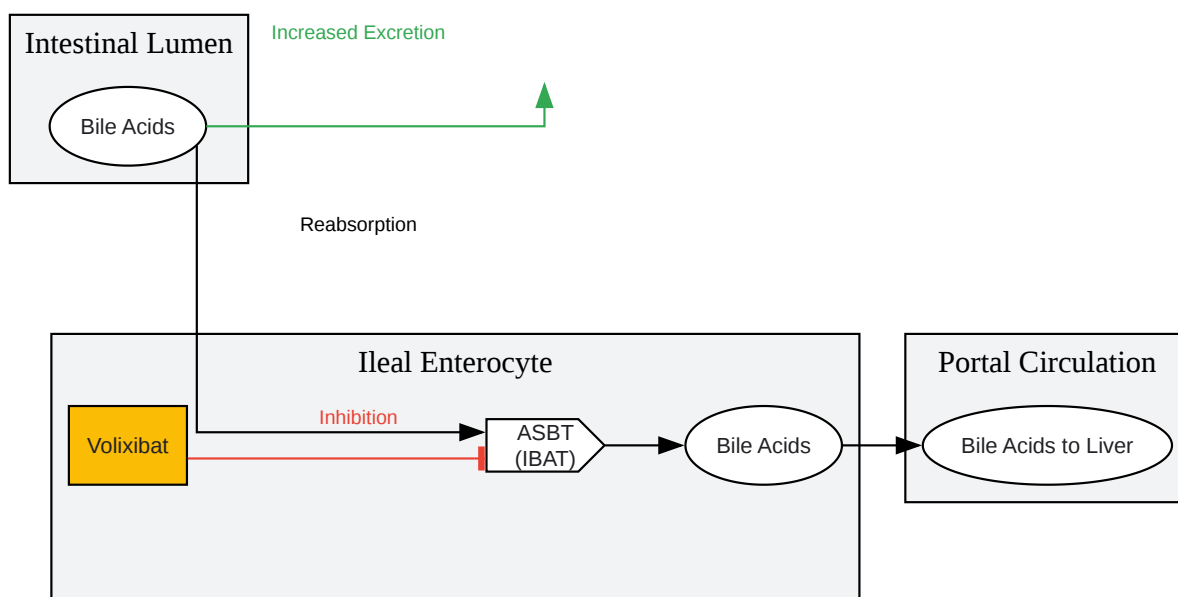 Increased Excretion
Intestinal Lumen
Bile Acids
Reabsorption
Ileal Enterocyte
Portal Circulation
Inhibition
Volixibat
ASBT
(IBAT)
Bile Acids
Bile Acids to Liver